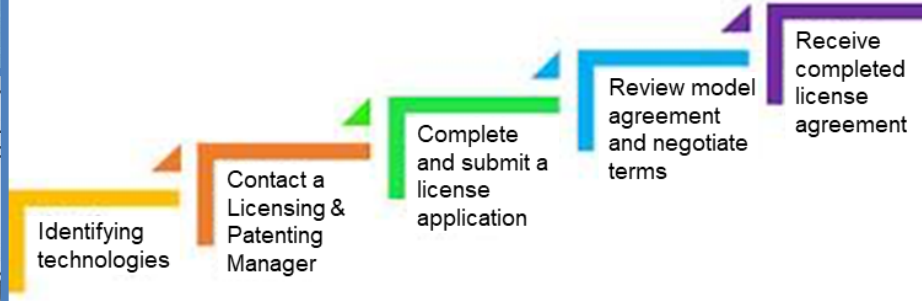 Identifying
technologies
Contact a
Licensing &
Patenting
Manager
Complete
and submit a
license
application
Review model
agreement
and negotiate
terms
Receive
completed
license
agreement